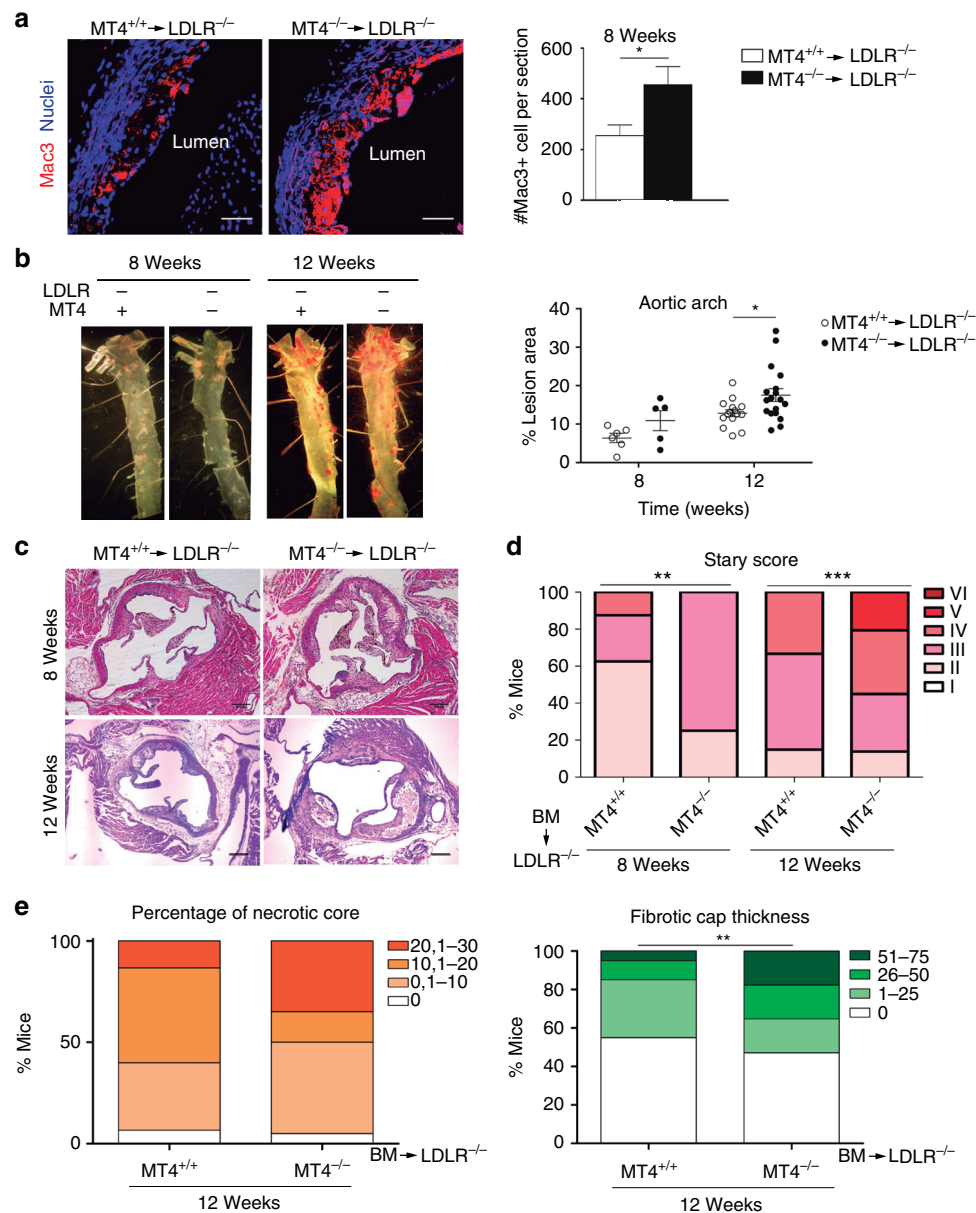 a
MT4+/+ → LDLR−/−
MT4−/− → LDLR−/−
Mac3 Nuclei
Lumen
Lumen
8 Weeks
*
#Mac3+ cell per section
600
400
200
0
MT4+/+ → LDLR−/−
MT4−/− → LDLR−/−
b
8 Weeks
12 Weeks
LDLR − − − −
MT4 + − + −
Aortic arch
*
% Lesion area
40
30
20
10
0
8
12
Time (weeks)
MT4+/+ → LDLR−/−
MT4−/− → LDLR−/−
c
MT4+/+ → LDLR−/−
MT4−/− → LDLR−/−
8 Weeks
12 Weeks
d
Stary score
**
***
% Mice
100
80
60
40
20
0
VI
V
IV
III
II
I
MT4+/+
MT4−/−
MT4+/+
MT4−/−
BM
↓
LDLR−/−
8 Weeks
12 Weeks
e
Percentage of necrotic core
% Mice
100
50
0
20,1–30
10,1–20
0,1–10
0
MT4+/+
MT4−/−
BM → LDLR−/−
12 Weeks
Fibrotic cap thickness
**
% Mice
100
80
60
40
20
0
51–75
26–50
1–25
0
MT4+/+
MT4−/−
BM → LDLR−/−
12 Weeks